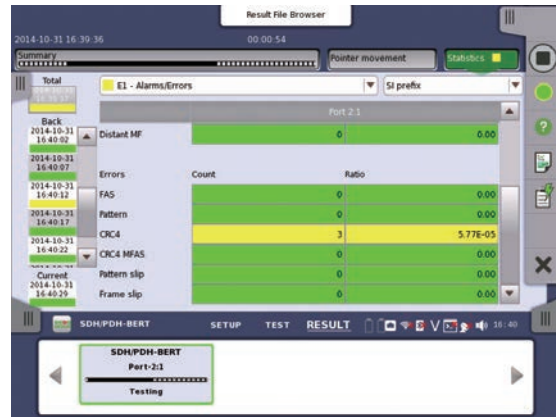 Result File Browser
2014-10-31 16:39:36 00:00:54
Summary Pointer movement Statistics
Total E1 - Alarms/Errors SI prefix
Port 2:1
Back
2014-10-31
16:40:02
Distant MF 0 0.00
2014-10-31
16:40:07
Errors Count Ratio
2014-10-31
16:40:12
FAS 0 0.00
2014-10-31
16:40:17
Pattern 0 0.00
CRC4 3 5.77E-05
2014-10-31
16:40:22
CRC4 MFAS 0 0.00
Current
Pattern slip 0 0.00
2014-10-31
16:40:29
Frame slip 0 0.00
SDH/PDH-BERT SETUP TEST RESULT V 16:40
SDH/PDH-BERT
Port-2:1
Testing